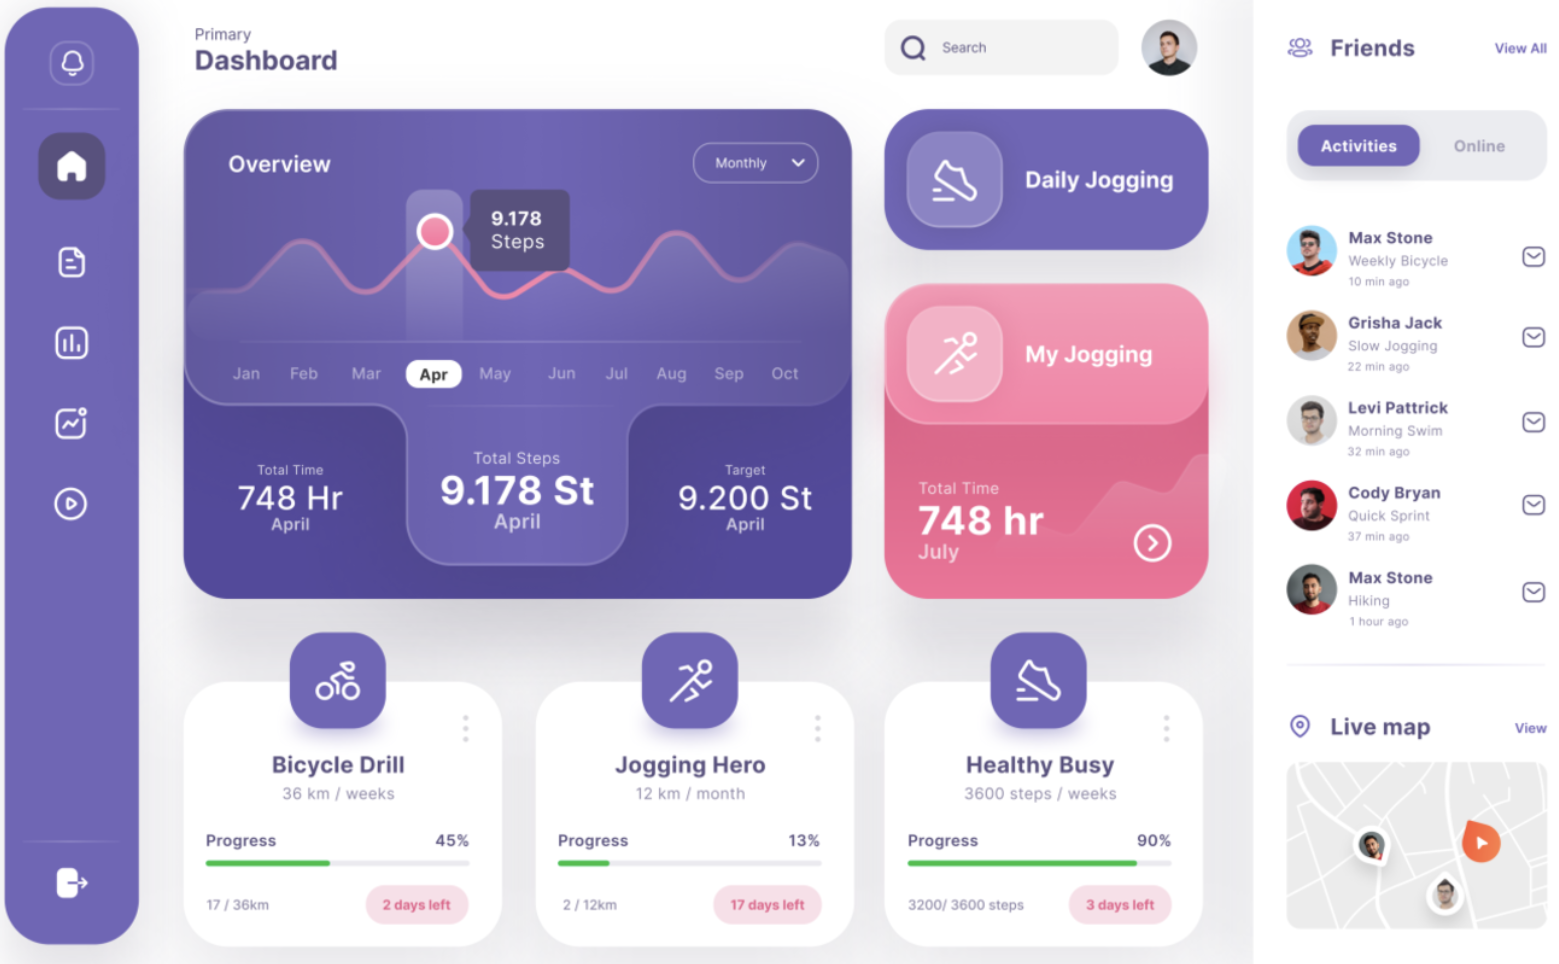 Primary
Dashboard
Search
Overview
Monthly
9.178
Steps
Jan Feb Mar Apr May Jun Jul Aug Sep Oct
Total Time
748 Hr
April
Total Steps
9.178 St
April
Target
9.200 St
April
Daily Jogging
My Jogging
Total Time
748 hr
July
Bicycle Drill
36 km / weeks
Progress 45%
17 / 36km 2 days left
Jogging Hero
12 km / month
Progress 13%
2 / 12km 17 days left
Healthy Busy
3600 steps / weeks
Progress 90%
3200/ 3600 steps 3 days left
Friends View All
Activities Online
Max Stone
Weekly Bicycle
10 min ago
Grisha Jack
Slow Jogging
22 min ago
Levi Pattrick
Morning Swim
32 min ago
Cody Bryan
Quick Sprint
37 min ago
Max Stone
Hiking
1 hour ago
Live map View